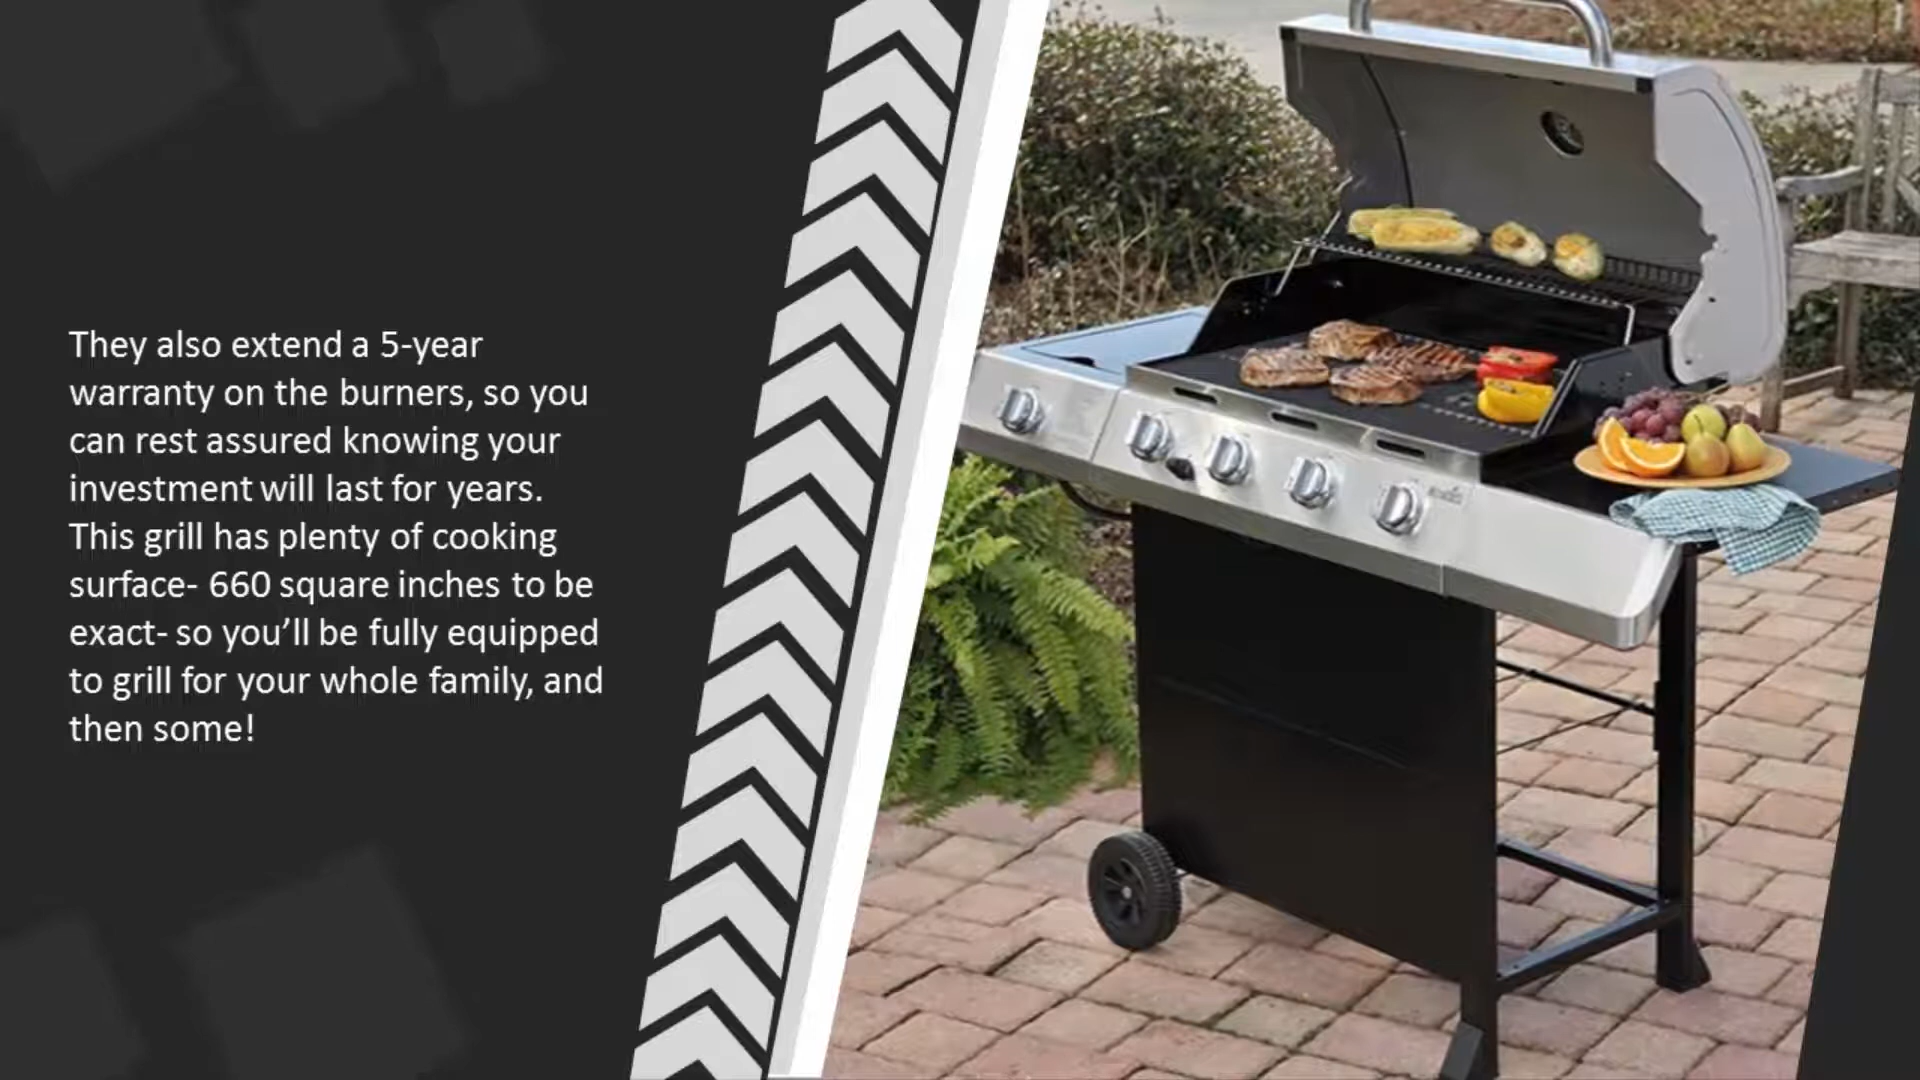 They also extend a 5-year
warranty on the burners, so you
can rest assured knowing your
investment will last for years.
This grill has plenty of cooking
surface- 660 square inches to be
exact- so you’ll be fully equipped
to grill for your whole family, and
then some!